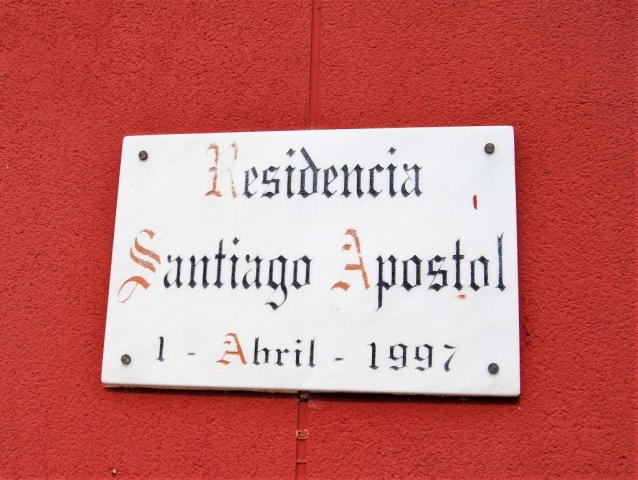 Residencia
Santiago Apostol
1 - Abril - 1997